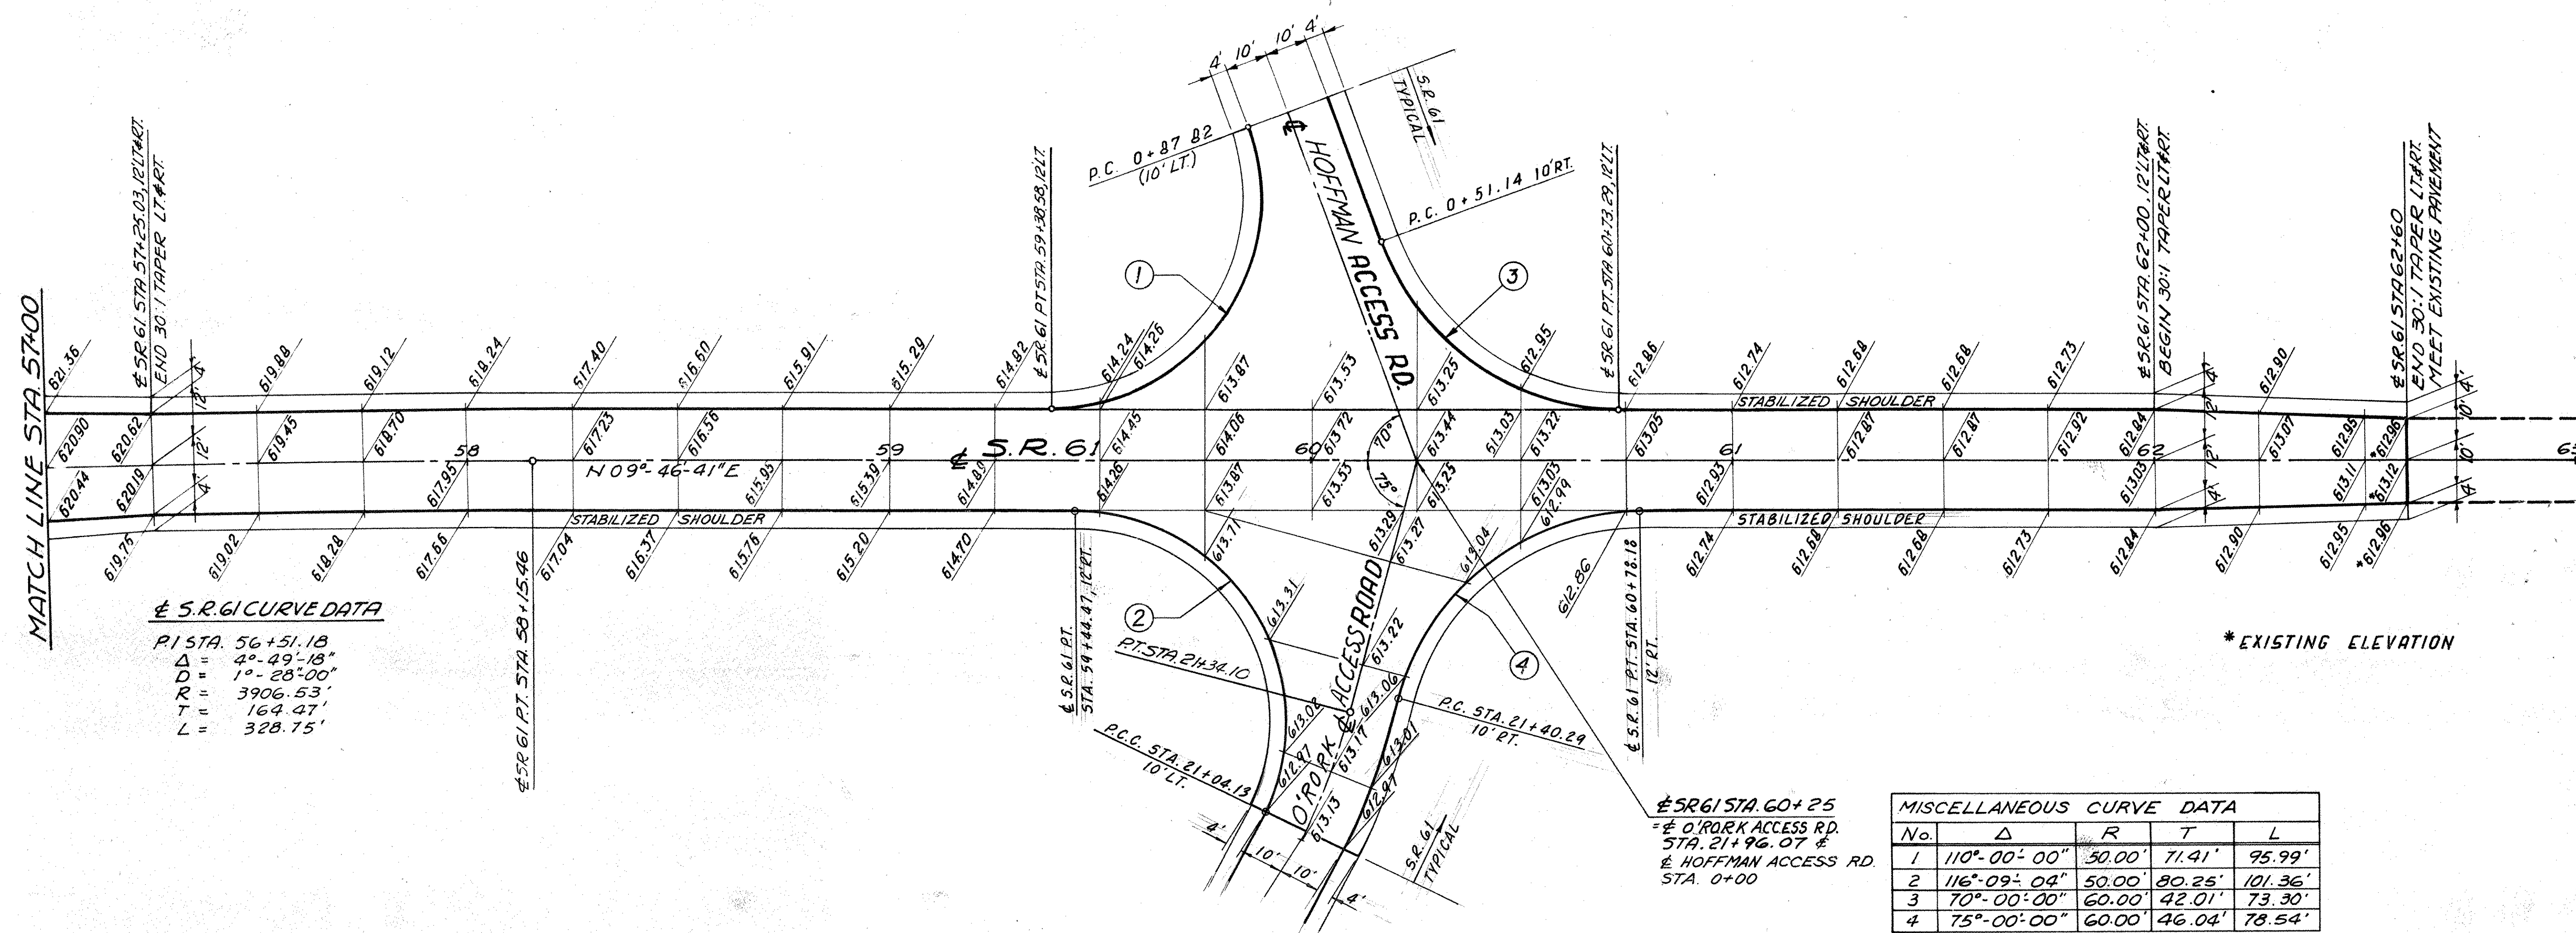 4' 10' 10' 4'
S.R. 61
TYPICAL
P.C. 0+87.82
(10' LT.)
℄ HOFFMAN ACCESS RD.
P.C. 0+51.14 10'RT.
MATCH LINE STA. 57+00
℄ SR.61 STA 57+25.03, 12'LT&RT.
END 30:1 TAPER LT.&RT.
℄ SR.61 PT STA. 59+38.58, 12'LT.
℄ SR.61 PT. STA 60+73.29, 12'LT.
℄ SR.61 STA. 62+00, 12'LT&RT.
BEGIN 30:1 TAPER LT&RT.
℄ SR.61 STA 62+60
END 30:1 TAPER LT.&RT.
MEET EXISTING PAVEMENT
1
3
621.36 4' 619.88 619.12 618.24 617.40 616.60 615.91 615.29 614.82 614.24 614.26 613.87 613.53 613.25 612.95 612.86 612.74 612.68 612.68 612.73 4' 612.90 4'
12' STABILIZED SHOULDER 12' 10'
620.90 620.62 619.45 618.70 617.23 616.56 614.45 614.06 613.72 613.44 613.03 613.22 613.05 612.87 612.87 612.92 612.84 613.07 612.95 *612.96
58 59 ℄ S.R. 61 60 70° 61 62
N 09°-46'-41"E
620.44 620.19 12' 4' 617.95 615.95 615.39 614.89 614.26 613.87 613.53 75° 613.25 613.03 612.99 612.93 613.03 12' 4' 613.11 *613.12 10' 4'
STABILIZED SHOULDER
STABILIZED SHOULDER
619.76 619.02 618.28 617.66 617.04 616.37 615.76 615.20 614.70 613.71 613.29 613.27 613.04 612.86 612.74 612.68 612.68 612.73 612.84 612.90 612.95 *612.96
℄ S.R.61 CURVE DATA
P.I STA. 56+51.18
Δ = 4°-49'-18"
D = 1°-28'-00"
R = 3906.53'
T = 164.47'
L = 328.75'
℄ SR 61 P.T. STA. 58+15.46
℄ S.R.61 P.T.
STA. 59+44.47, 12'RT.
2
613.31
P.T. STA. 21+34.10
613.22
613.06
613.02
℄ O'RORK ACCESS ROAD
613.17
613.01
612.97
612.97
613.13
P.C.C. STA. 21+04.13
10' LT.
P.C. STA. 21+40.29
10' RT.
4
℄ S.R. 61 P.T. STA. 60+78.18
12' RT.
4' 10' 10' 4'
S.R. 61
TYPICAL
* EXISTING ELEVATION
℄ SR 61 STA. 60+25
= ℄ O'RORK ACCESS RD.
STA. 21+96.07 &
℄ HOFFMAN ACCESS RD.
STA. 0+00
MISCELLANEOUS CURVE DATA
No. Δ R T L
1 110°-00'-00" 50.00' 71.41' 95.99'
2 116°-09'-04" 50.00' 80.25' 101.36'
3 70°-00'-00" 60.00' 42.01' 73.30'
4 75°-00'-00" 60.00' 46.04' 78.54'